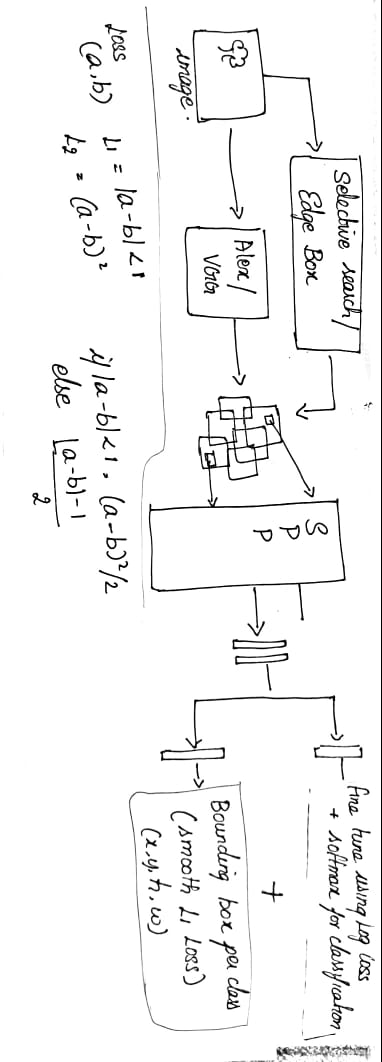 Selective search/
Edge Box
image.
Alex/
VGG
S
P
P
fine tune using Log loss
+ softmax for classification
+
Bounding box per class
(smooth L1 Loss)
(x,y,h,w)
Loss
(a,b)
L1 = |a-b| < 1
L2 = (a-b)²
if |a-b| < 1, (a-b)²/2
else |a-b|-1
2